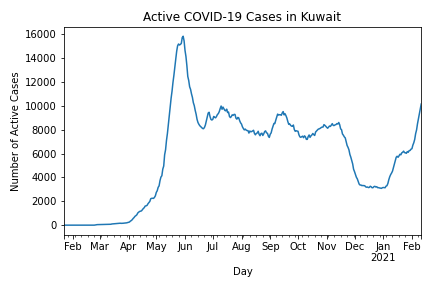 Active COVID-19 Cases in Kuwait
Number of Active Cases
16000
14000
12000
10000
8000
6000
4000
2000
0
Feb Mar Apr May Jun Jul Aug Sep Oct Nov Dec Jan Feb
2021
Day